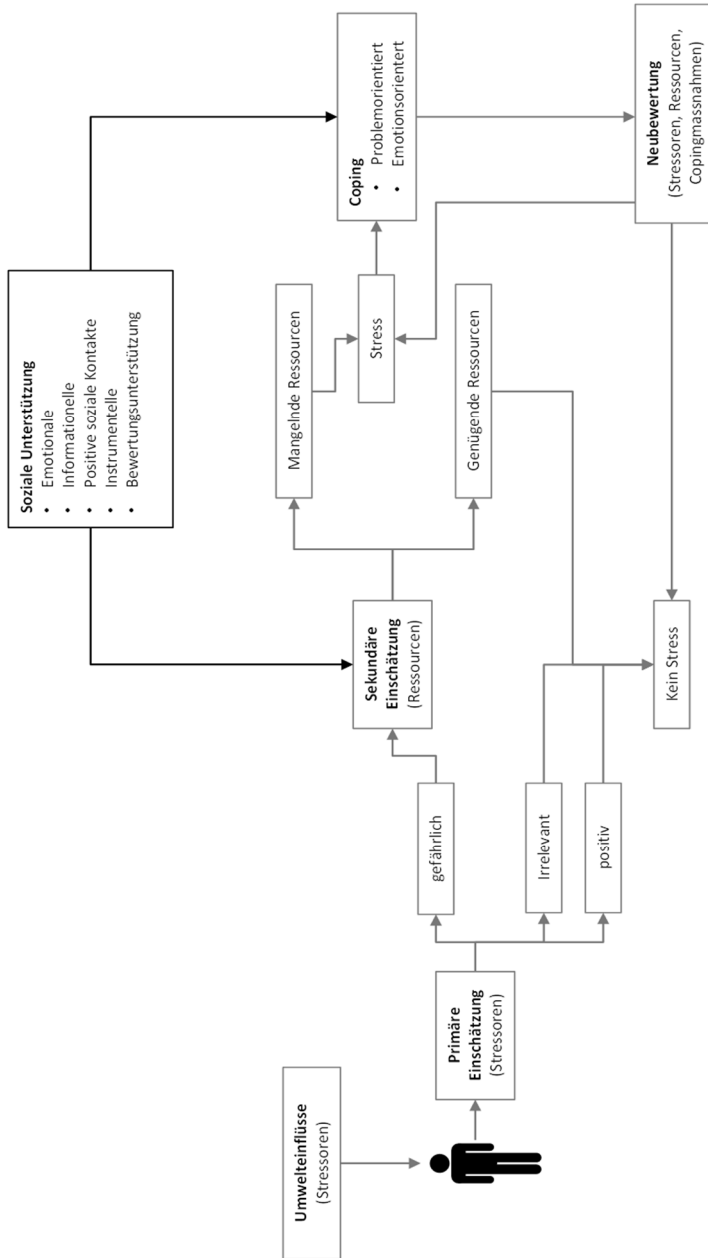 Umwelteinflüsse
(Stressoren)
Primäre
Einschätzung
(Stressoren)
gefährlich
Irrelevant
positiv
Soziale Unterstützung
• Emotionale
• Informationelle
• Positive soziale Kontakte
• Instrumentelle
• Bewertungsunterstützung
Sekundäre
Einschätzung
(Ressourcen)
Mangelnde Ressourcen
Genügende Ressourcen
Stress
Kein Stress
Coping
• Problemorientiert
• Emotionsorientert
Neubewertung
(Stressoren, Ressourcen,
Copingmassnahmen)